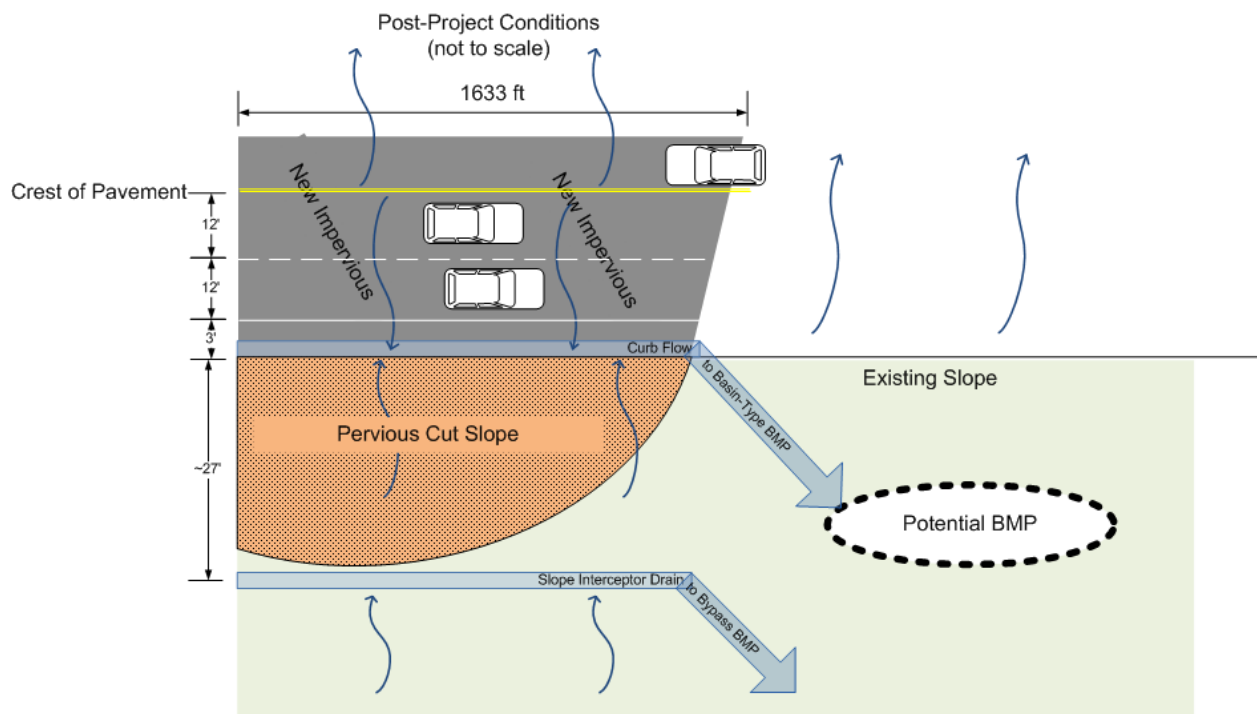 Post-Project Conditions
(not to scale)
1633 ft
Crest of Pavement
New Impervious
New Impervious
12'
12'
3'
Curb Flow
to Basin-Type BMP
Existing Slope
Pervious Cut Slope
~27'
Potential BMP
Slope Interceptor Drain
to Bypass BMP